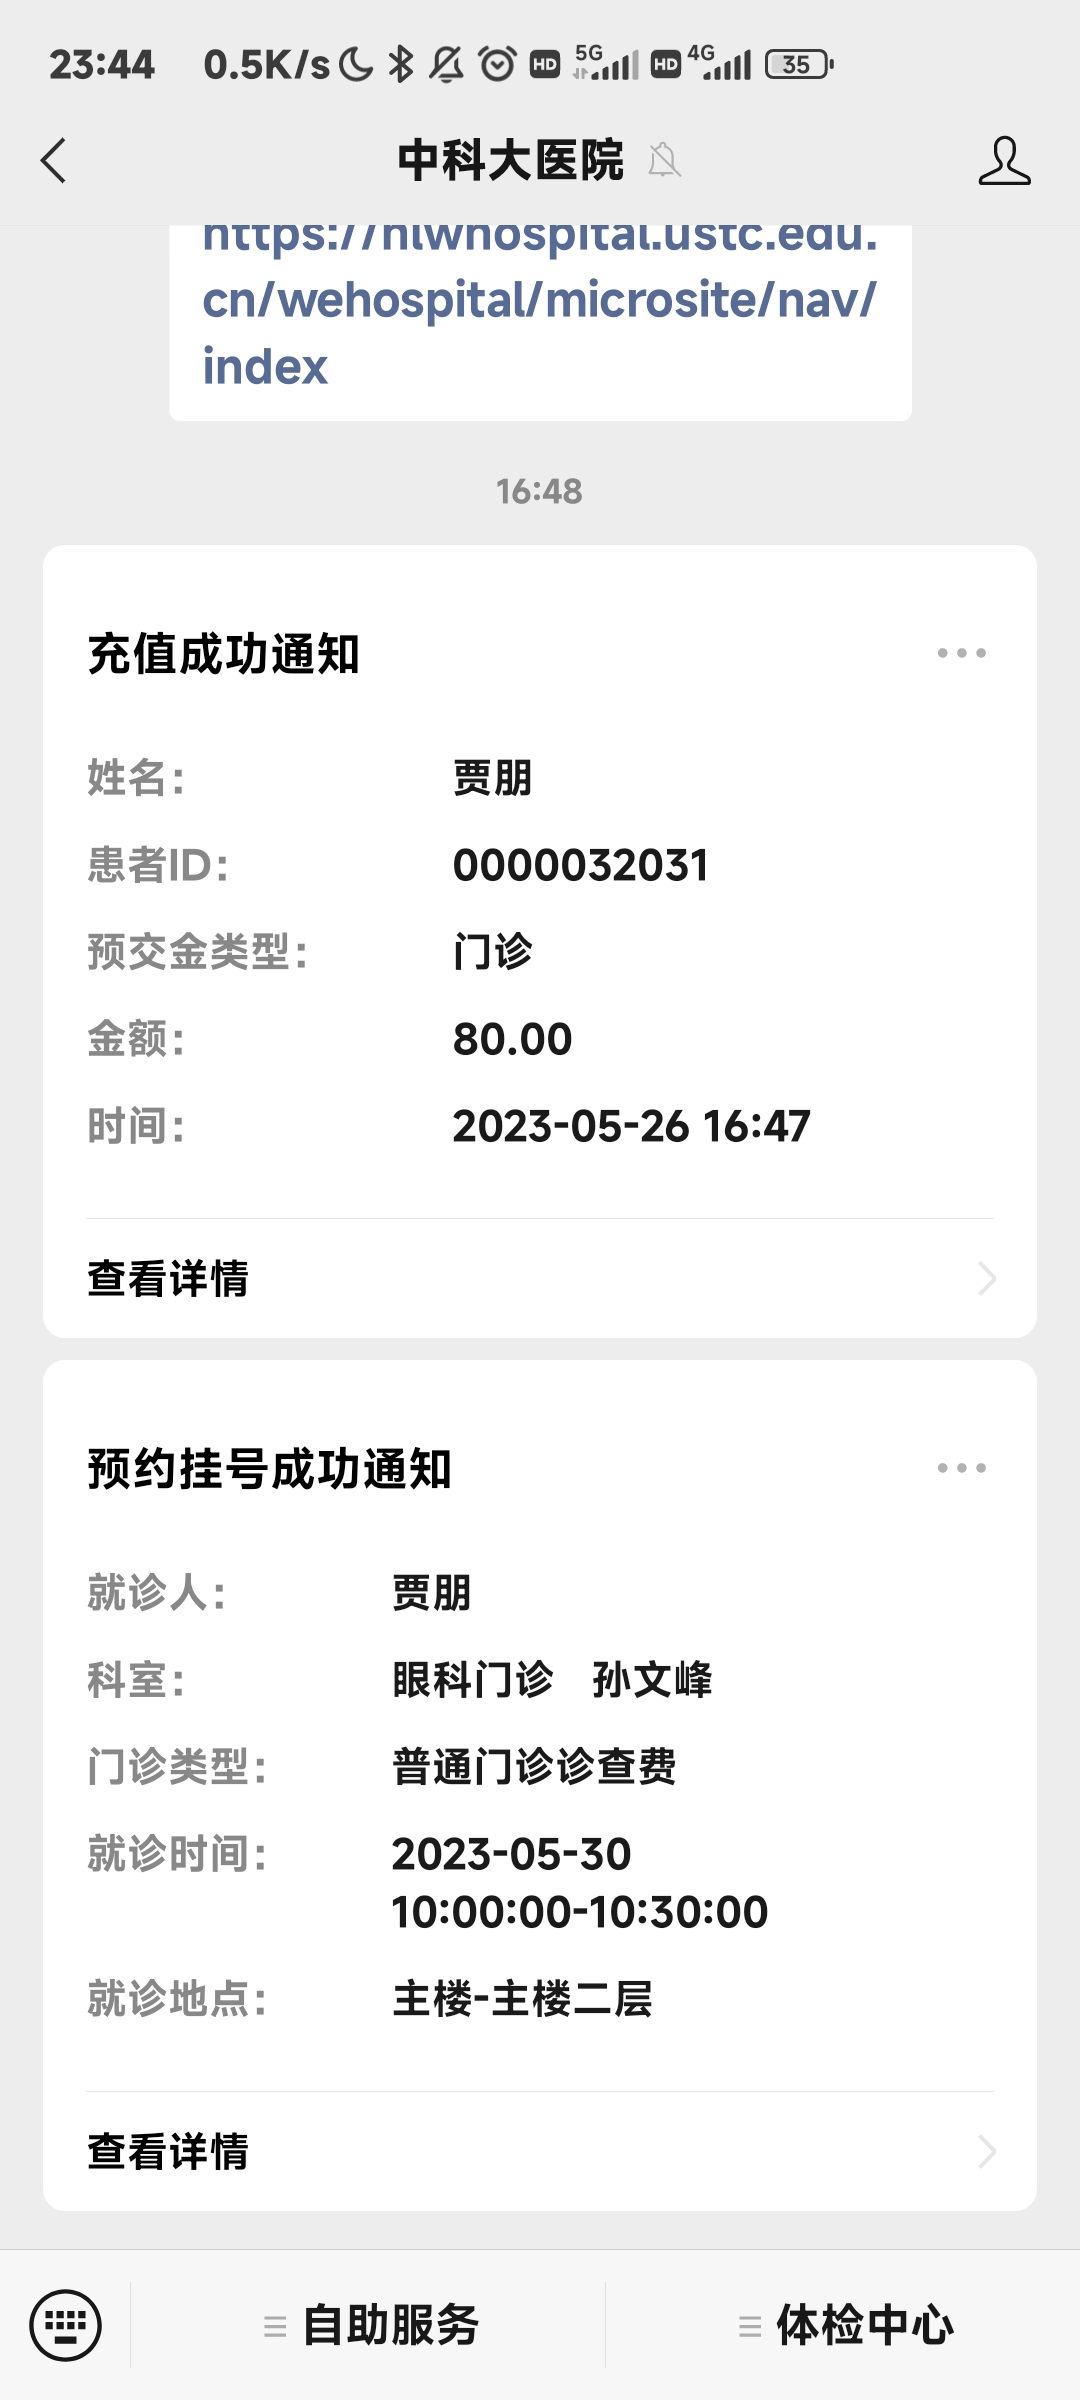 23:44 0.5K/s HD 5G HD 4G 35
中科大医院
https://hlwhospital.ustc.edu.
cn/wehospital/microsite/nav/
index
16:48
充值成功通知
姓名： 贾朋
患者ID： 0000032031
预交金类型： 门诊
金额： 80.00
时间： 2023-05-26 16:47
查看详情
预约挂号成功通知
就诊人： 贾朋
科室： 眼科门诊 孙文峰
门诊类型： 普通门诊诊查费
就诊时间： 2023-05-30
10:00:00-10:30:00
就诊地点： 主楼-主楼二层
查看详情
自助服务 体检中心